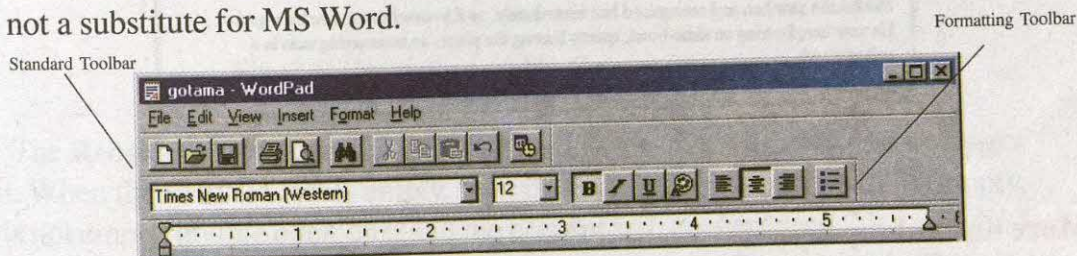 not a substitute for MS Word.
Formatting Toolbar
Standard Toolbar
gotama - WordPad
File Edit View Insert Format Help
Times New Roman (Western) 12 B I U
1 2 3 4 5